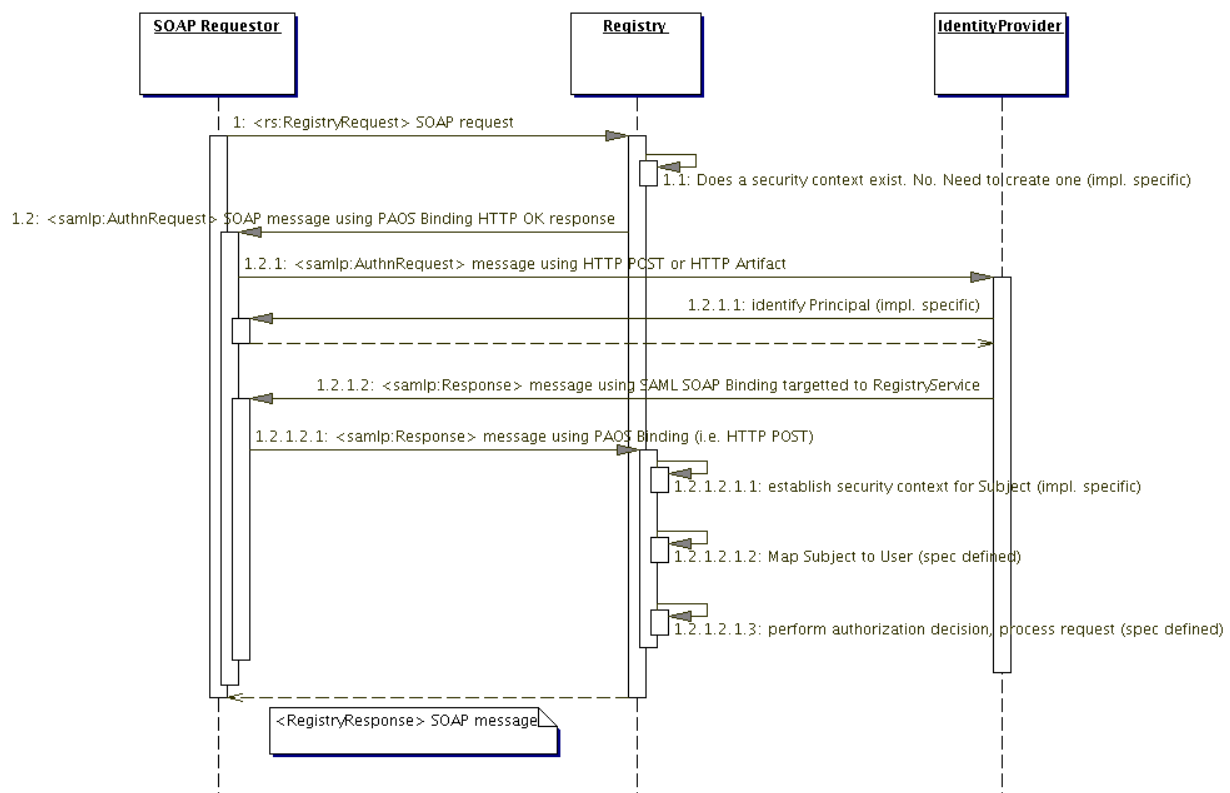 SOAP Requestor
Registry
IdentityProvider
1: <rs:RegistryRequest> SOAP request
1.1: Does a security context exist. No. Need to create one (impl. specific)
1.2: <samlp:AuthnRequest> SOAP message using PAOS Binding HTTP OK response
1.2.1: <samlp:AuthnRequest> message using HTTP POST or HTTP Artifact
1.2.1.1: identify Principal (impl. specific)
1.2.1.2: <samlp:Response> message using SAML SOAP Binding targetted to RegistryService
1.2.1.2.1: <samlp:Response> message using PAOS Binding (i.e. HTTP POST)
1.2.1.2.1.1: establish security context for Subject (impl. specific)
1.2.1.2.1.2: Map Subject to User (spec defined)
1.2.1.2.1.3: perform authorization decision, process request (spec defined)
<RegistryResponse> SOAP message